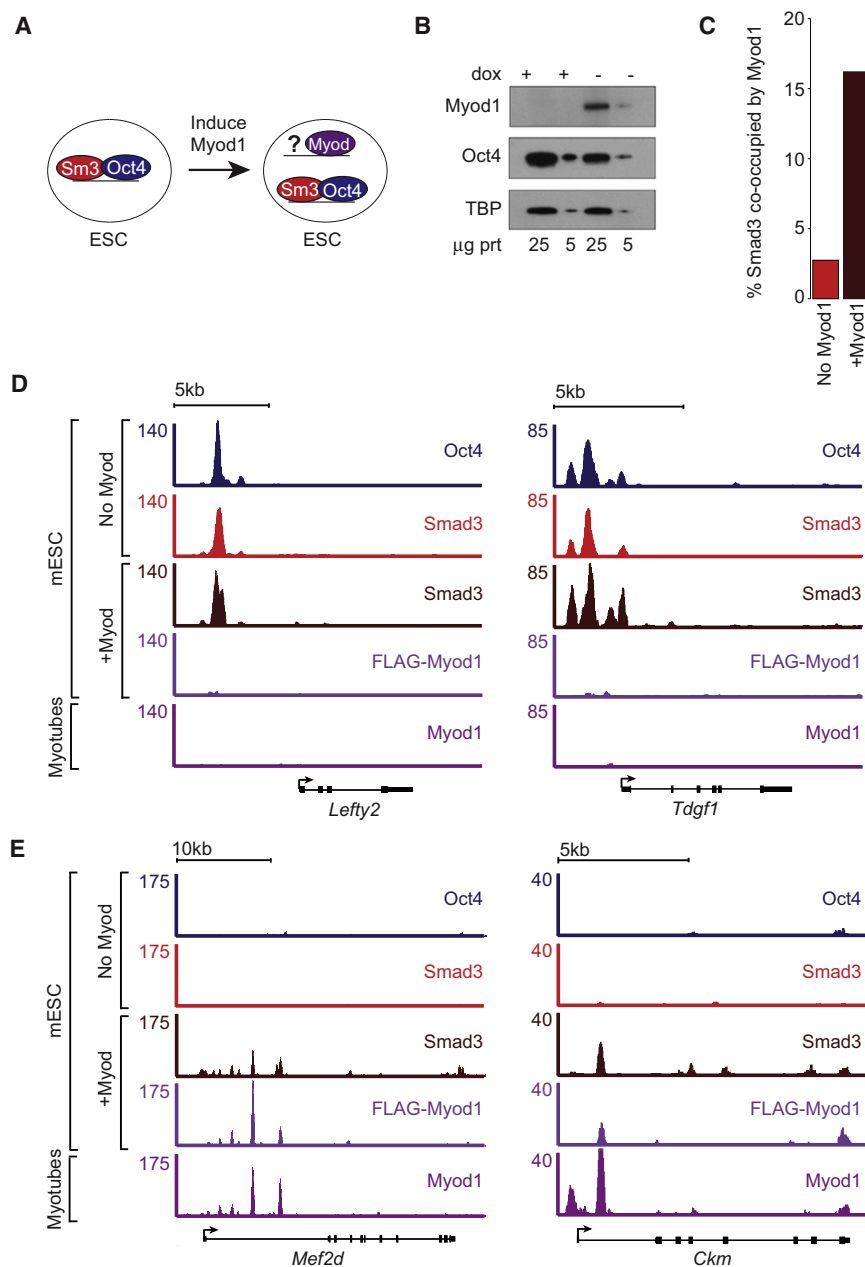 A
Induce
Myod1
Sm3 Oct4
? Myod
Sm3 Oct4
ESC
ESC
B
dox + + - -
Myod1
Oct4
TBP
μg prt 25 5 25 5
C
% Smad3 co-occupied by Myod1
20
15
10
5
0
No Myod1
+Myod1
D
mESC
No Myod
+Myod
Myotubes
5kb
140 Oct4
140 Smad3
140 Smad3
140 FLAG-Myod1
140 Myod1
Lefty2
5kb
85 Oct4
85 Smad3
85 Smad3
85 FLAG-Myod1
85 Myod1
Tdgf1
E
mESC
No Myod
+Myod
Myotubes
10kb
175 Oct4
175 Smad3
175 Smad3
175 FLAG-Myod1
175 Myod1
Mef2d
5kb
40 Oct4
40 Smad3
40 Smad3
40 FLAG-Myod1
40 Myod1
Ckm